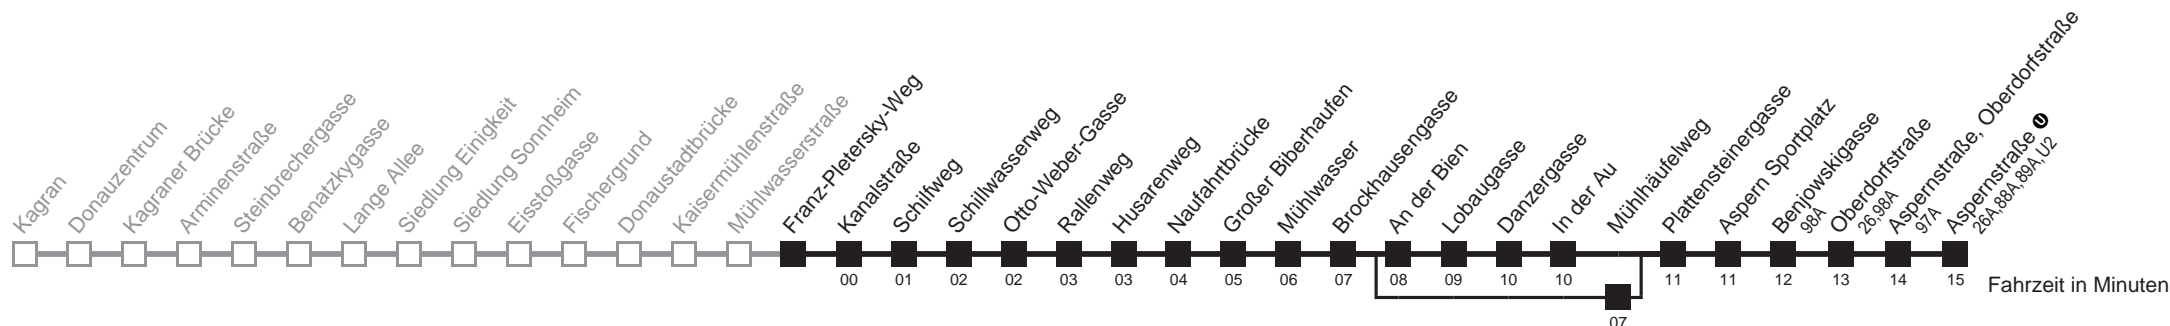 Kagran
Donauzentrum
Kagraner Brücke
Arminenstraße
Steinbrechergasse
Benatzkygasse
Lange Allee
Siedlung Einigkeit
Siedlung Sonnheim
Eisstoßgasse
Fischergrund
Donaustadtbrücke
Kaisermühlenstraße
Mühlwasserstraße
Franz-Pletersky-Weg
Kanalstraße
Schilfweg
Schillwasserweg
Otto-Weber-Gasse
Rallenweg
Husarenweg
Naufahrtbrücke
Großer Biberhaufen
Mühlwasser
Brockhausengasse
An der Bien
Lobaugasse
Danzergasse
In der Au
Mühlhäufelweg
Plattensteinergasse
Aspern Sportplatz
Benjowskigasse
98A
Oberdorfstraße
26,98A
Aspernstraße, Oberdorfstraße
97A
Aspernstraße U
26A,88A,89A,U2
00 01 02 02 03 03 04 05 06 07 08 09 10 10 11 11 12 13 14 15 Fahrzeit in Minuten
07